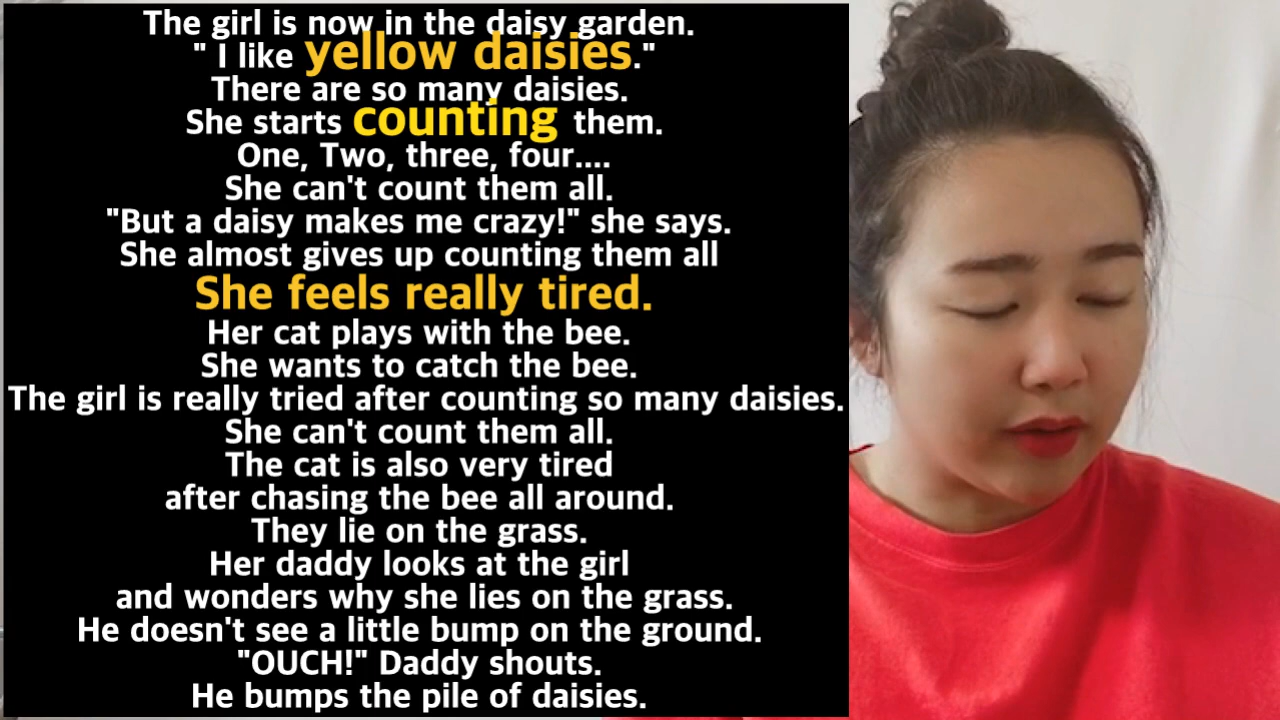 The girl is now in the daisy garden.
" I like yellow daisies."
There are so many daisies.
She starts counting them.
One, Two, three, four....
She can't count them all.
"But a daisy makes me crazy!" she says.
She almost gives up counting them all
She feels really tired.
Her cat plays with the bee.
She wants to catch the bee.
The girl is really tried after counting so many daisies.
She can't count them all.
The cat is also very tired
after chasing the bee all around.
They lie on the grass.
Her daddy looks at the girl
and wonders why she lies on the grass.
He doesn't see a little bump on the ground.
"OUCH!" Daddy shouts.
He bumps the pile of daisies.